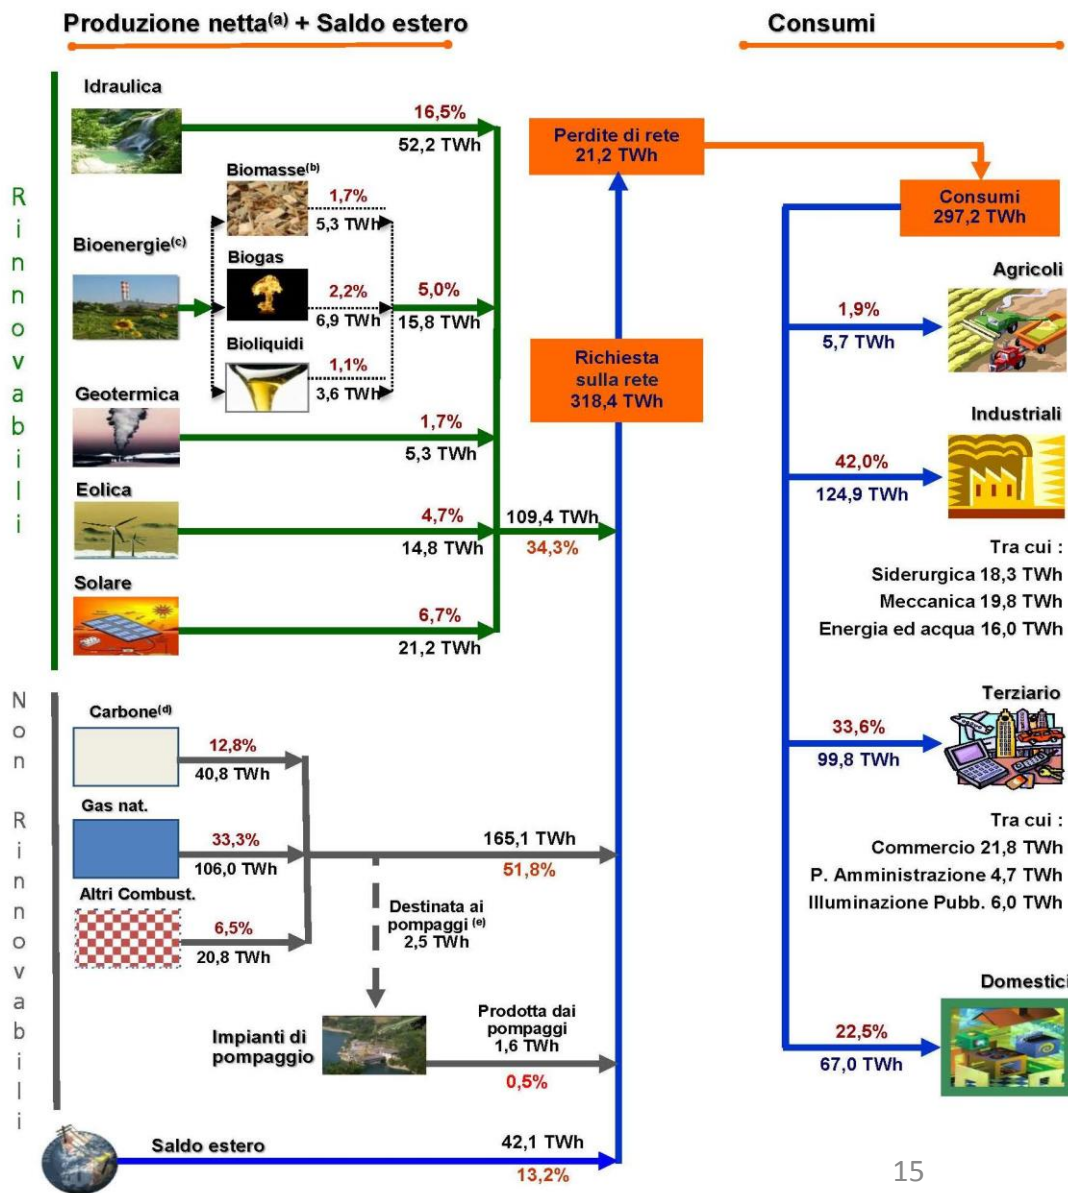 Produzione netta(a) + Saldo estero
Consumi
Rinnovabili
Idraulica
16,5%
52,2 TWh
Bioenergie(c)
Biomasse(b)
1,7%
5,3 TWh
Biogas
2,2%
6,9 TWh
Bioliquidi
1,1%
3,6 TWh
5,0%
15,8 TWh
Geotermica
1,7%
5,3 TWh
Eolica
4,7%
14,8 TWh
Solare
6,7%
21,2 TWh
109,4 TWh
34,3%
Non Rinnovabili
Carbone(d)
12,8%
40,8 TWh
Gas nat.
33,3%
106,0 TWh
Altri Combust.
6,5%
20,8 TWh
165,1 TWh
51,8%
Destinata ai
pompaggi (e)
2,5 TWh
Impianti di
pompaggio
Prodotta dai
pompaggi
1,6 TWh
0,5%
Saldo estero
42,1 TWh
13,2%
Perdite di rete
21,2 TWh
Richiesta
sulla rete
318,4 TWh
Consumi
297,2 TWh
Agricoli
1,9%
5,7 TWh
Industriali
42,0%
124,9 TWh
Tra cui :
Siderurgica 18,3 TWh
Meccanica 19,8 TWh
Energia ed acqua 16,0 TWh
Terziario
33,6%
99,8 TWh
Tra cui :
Commercio 21,8 TWh
P. Amministrazione 4,7 TWh
Illuminazione Pubb. 6,0 TWh
Domestici
22,5%
67,0 TWh
15